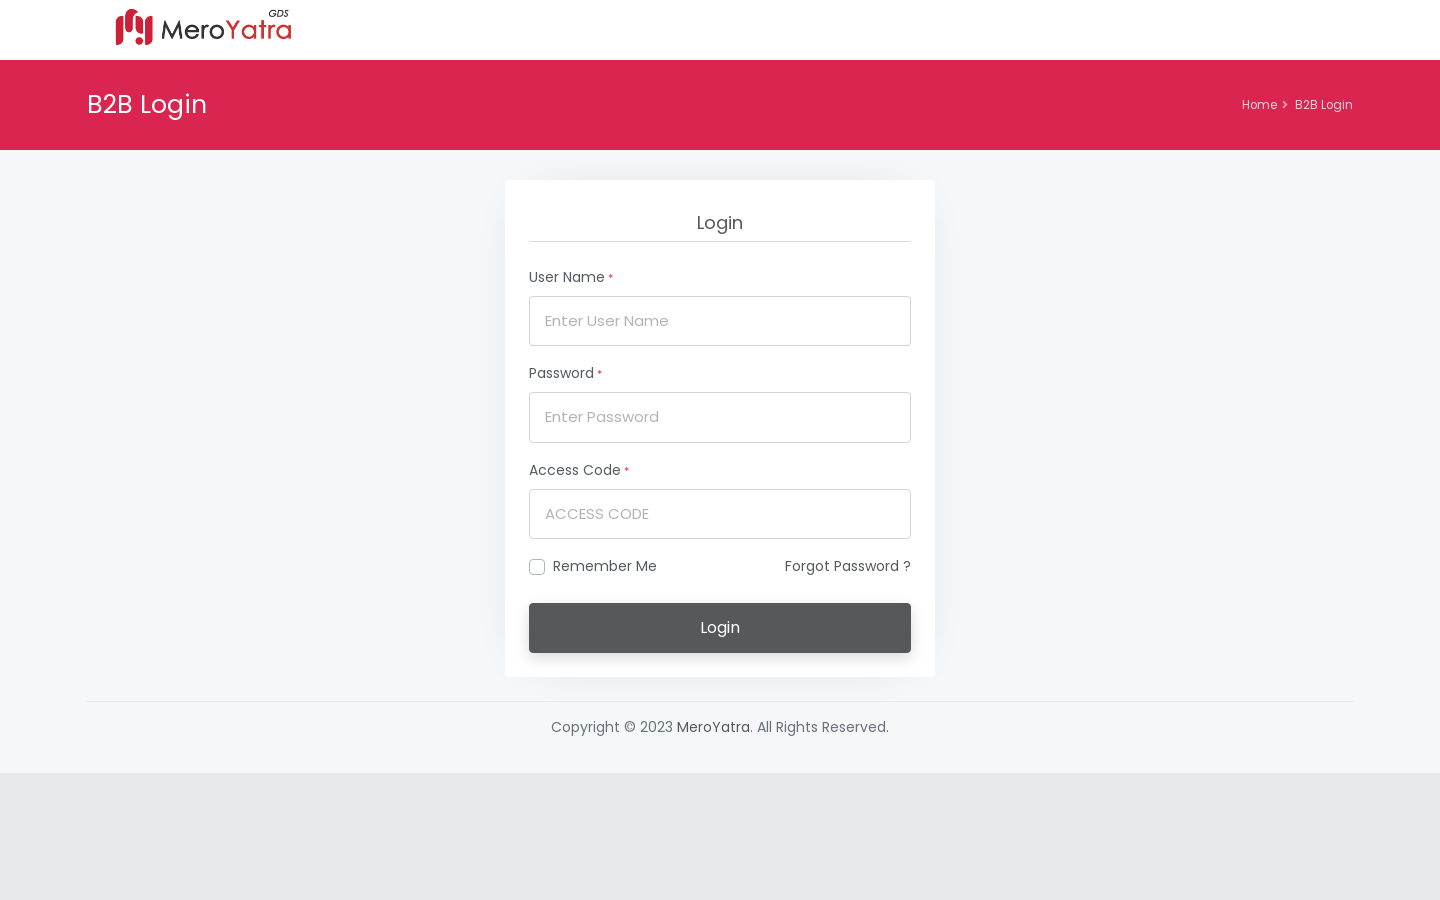 GDS
MeroYatra
B2B Login
Home > B2B Login
Login
User Name *
Enter User Name
Password *
Enter Password
Access Code *
ACCESS CODE
Remember Me
Forgot Password ?
Login
Copyright © 2023 MeroYatra. All Rights Reserved.